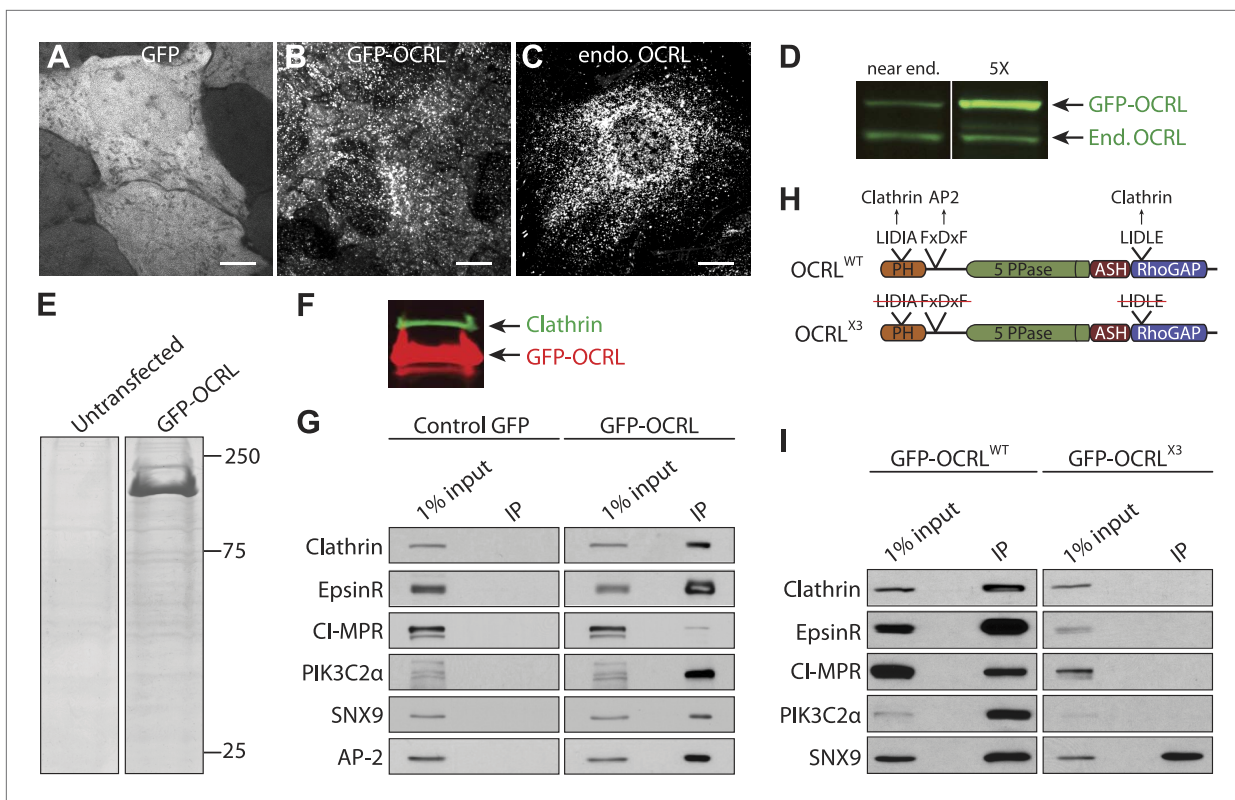 A
GFP
B
GFP-OCRL
C
endo. OCRL
D
near end.
5X
GFP-OCRL
End. OCRL
E
Untransfected
GFP-OCRL
250
75
25
F
Clathrin
GFP-OCRL
G
Control GFP
GFP-OCRL
1% input
IP
1% input
IP
Clathrin
EpsinR
CI-MPR
PIK3C2α
SNX9
AP-2
H
Clathrin AP2
Clathrin
LIDIA FxDxF
LIDLE
OCRL^WT
PH
5 PPase
ASH
RhoGAP
LIDIA FxDxF
LIDLE
OCRL^X3
PH
5 PPase
ASH
RhoGAP
I
GFP-OCRL^WT
GFP-OCRL^X3
1% input
IP
1% input
IP
Clathrin
EpsinR
CI-MPR
PIK3C2α
SNX9